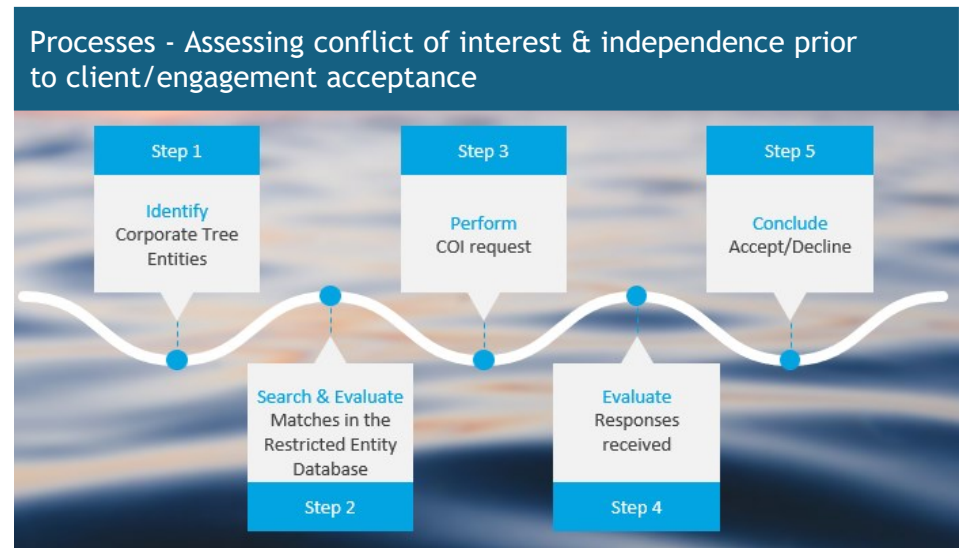 Processes - Assessing conflict of interest & independence prior
to client/engagement acceptance
Step 1
Identify
Corporate Tree
Entities
Search & Evaluate
Matches in the
Restricted Entity
Database
Step 2
Step 3
Perform
COI request
Evaluate
Responses
received
Step 4
Step 5
Conclude
Accept/Decline